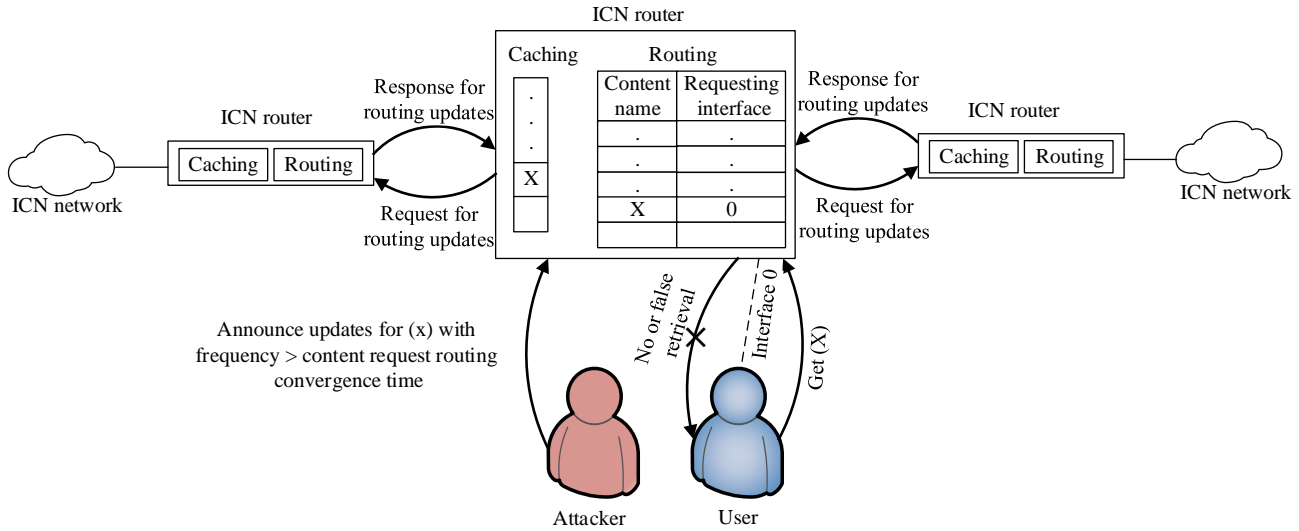 ICN router
Caching
Routing
Content
name
Requesting
interface
.
.
.
.
.
.
.
.
.
X
X
0
Response for
routing updates
Response for
routing updates
ICN router
Caching
Routing
ICN router
Caching
Routing
ICN network
ICN network
Request for
routing updates
Request for
routing updates
No or false
retrieval
Interface 0
Get (X)
Announce updates for (x) with
frequency > content request routing
convergence time
Attacker
User